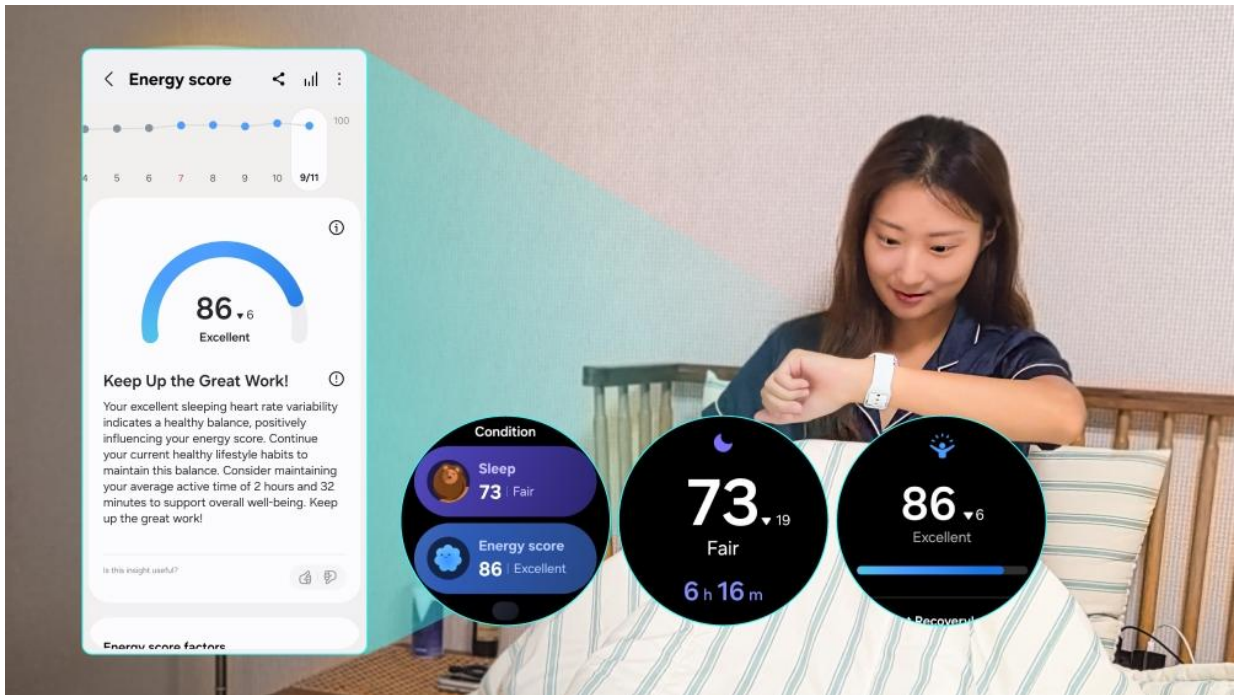 Energy score
100
4 5 6 7 8 9 10 9/11
86 ▼ 6
Excellent
Keep Up the Great Work!
Your excellent sleeping heart rate variability
indicates a healthy balance, positively
influencing your energy score. Continue
your current healthy lifestyle habits to
maintain this balance. Consider maintaining
your average active time of 2 hours and 32
minutes to support overall well-being. Keep
up the great work!
Is this insight useful?
Energy score factors
Condition
Sleep
73 | Fair
Energy score
86 | Excellent
73 ▼ 19
Fair
6 h 16 m
86 ▼ 6
Excellent
Recovery!